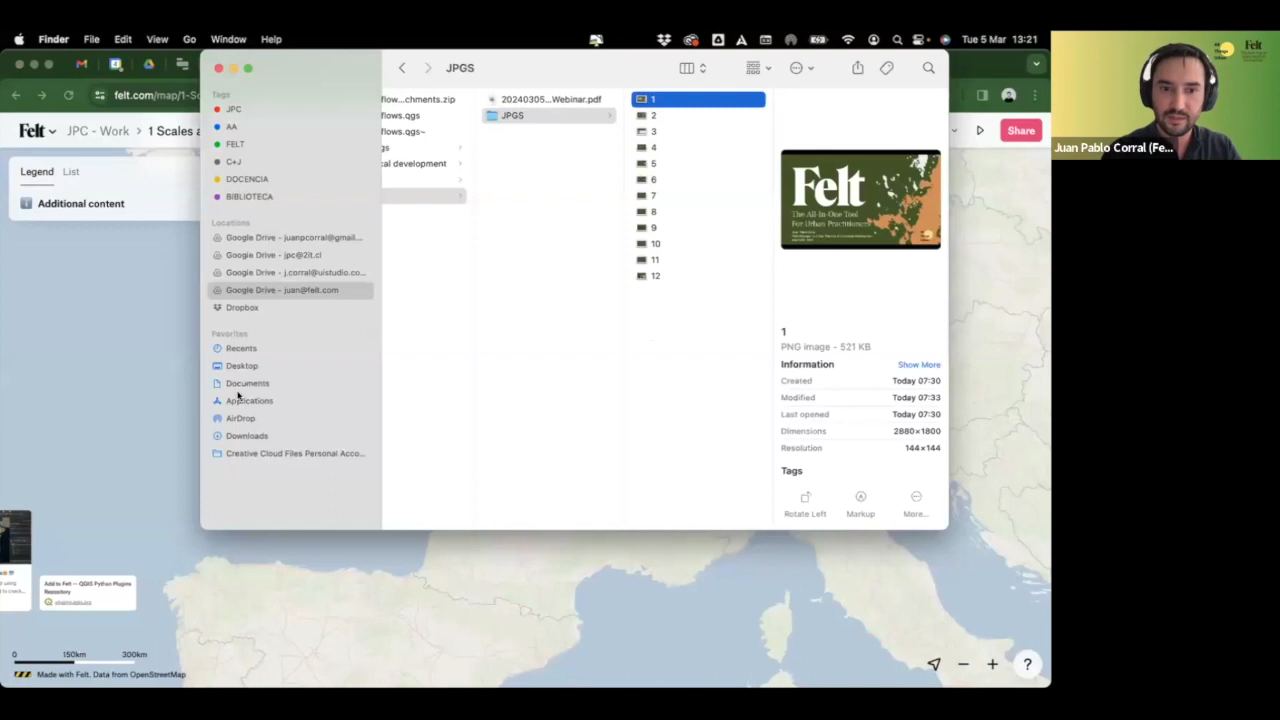 Finder File Edit View Go Window Help
Tue 5 Mar 13:21
felt.com/map/1-Sc
Felt
JPC - Work > 1 Scales a
Share
Legend List
Additional content
Tags
JPC
AA
FELT
C+J
DOCENCIA
BIBLIOTECA
Locations
Google Drive - juanpcorral@gmail...
Google Drive - jpc@2it.cl
Google Drive - j.corral@uistudio.co...
Google Drive - juan@felt.com
Dropbox
Favorites
Recents
Desktop
Documents
Applications
AirDrop
Downloads
Creative Cloud Files Personal Acco...
JPGS
flow...chments.zip
flows.qgs
flows.qgs~
gs
cal development
20240305...Webinar.pdf
JPGS
1
2
3
4
5
6
7
8
9
10
11
12
Felt
The All-In-One Tool
For Urban Practitioners
1
PNG image - 521 KB
Information Show More
Created Today 07:30
Modified Today 07:33
Last opened Today 07:30
Dimensions 2880×1800
Resolution 144×144
Tags
Rotate Left
Markup
More...
Add to Felt — QGIS Python Plugins
Repository
plugins.qgis.org
0 150km 300km
Made with Felt. Data from OpenStreetMap
?
Juan Pablo Corral (Fe...
Felt